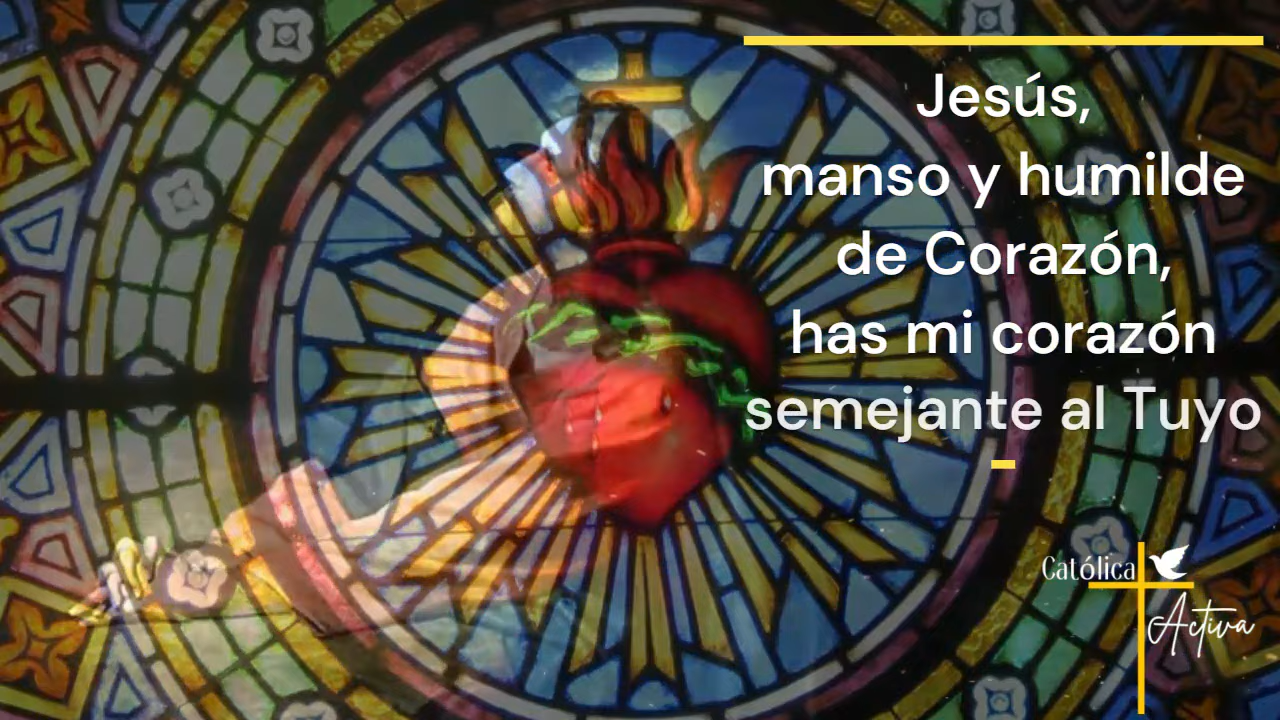 Jesús,
manso y humilde
de Corazón,
has mi corazón
semejante al Tuyo
Católica
Activa